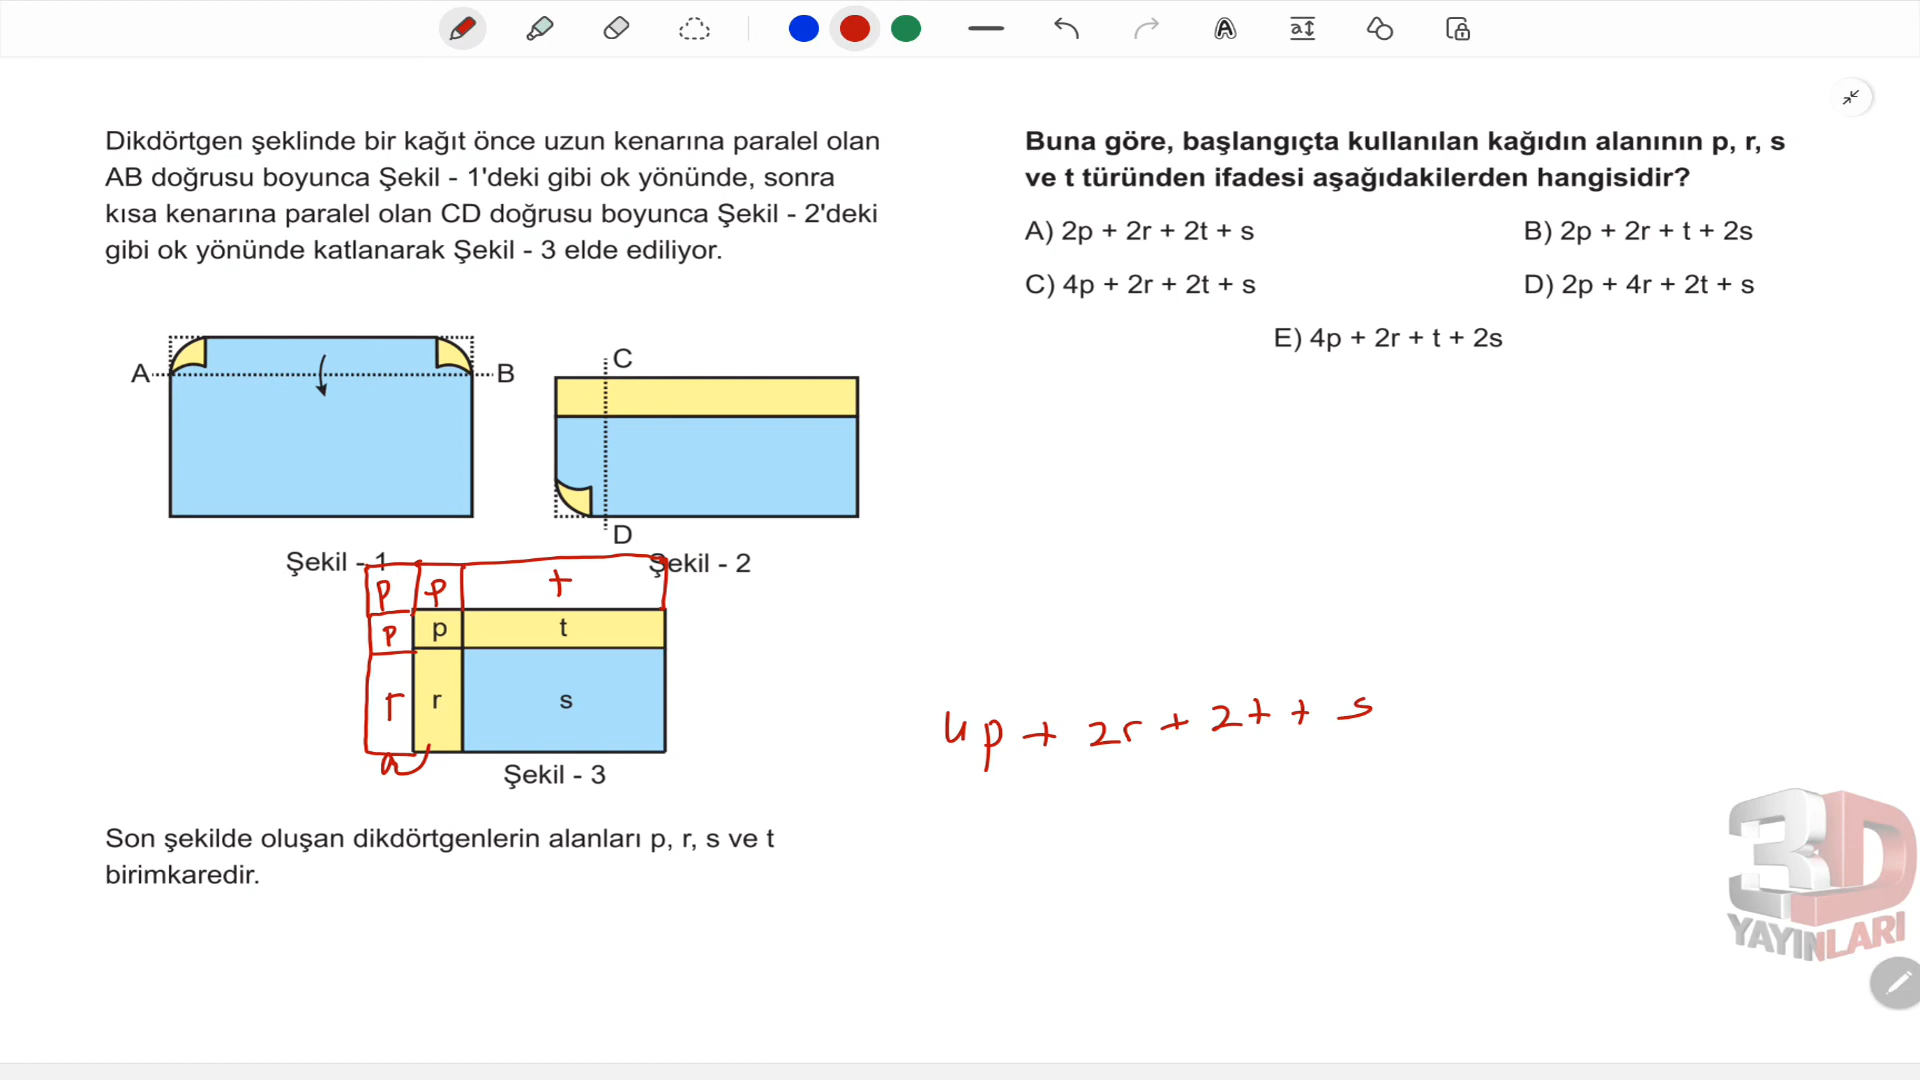 Dikdörtgen şeklinde bir kağıt önce uzun kenarına paralel olan
AB doğrusu boyunca Şekil - 1'deki gibi ok yönünde, sonra
kısa kenarına paralel olan CD doğrusu boyunca Şekil - 2'deki
gibi ok yönünde katlanarak Şekil - 3 elde ediliyor.
A
B
Şekil - 1
C
D
Şekil - 2
p p t
p p t
r r s
a
Şekil - 3
Son şekilde oluşan dikdörtgenlerin alanları p, r, s ve t
birimkaredir.
Buna göre, başlangıçta kullanılan kağıdın alanının p, r, s
ve t türünden ifadesi aşağıdakilerden hangisidir?
A) 2p + 2r + 2t + s
B) 2p + 2r + t + 2s
C) 4p + 2r + 2t + s
D) 2p + 4r + 2t + s
E) 4p + 2r + t + 2s
4p + 2r + 2t + s
3D
YAYINLARI